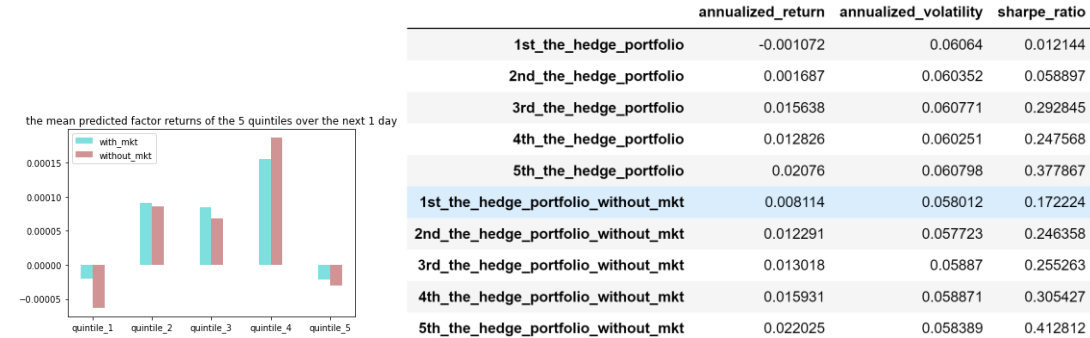 the mean predicted factor returns of the 5 quintiles over the next 1 day
with_mkt
without_mkt
0.00015
0.00010
0.00005
0.00000
−0.00005
quintile_1 quintile_2 quintile_3 quintile_4 quintile_5
annualized_return annualized_volatility sharpe_ratio
1st_the_hedge_portfolio -0.001072 0.06064 0.012144
2nd_the_hedge_portfolio 0.001687 0.060352 0.058897
3rd_the_hedge_portfolio 0.015638 0.060771 0.292845
4th_the_hedge_portfolio 0.012826 0.060251 0.247568
5th_the_hedge_portfolio 0.02076 0.060798 0.377867
1st_the_hedge_portfolio_without_mkt 0.008114 0.058012 0.172224
2nd_the_hedge_portfolio_without_mkt 0.012291 0.057723 0.246358
3rd_the_hedge_portfolio_without_mkt 0.013018 0.05887 0.255263
4th_the_hedge_portfolio_without_mkt 0.015931 0.058871 0.305427
5th_the_hedge_portfolio_without_mkt 0.022025 0.058389 0.412812